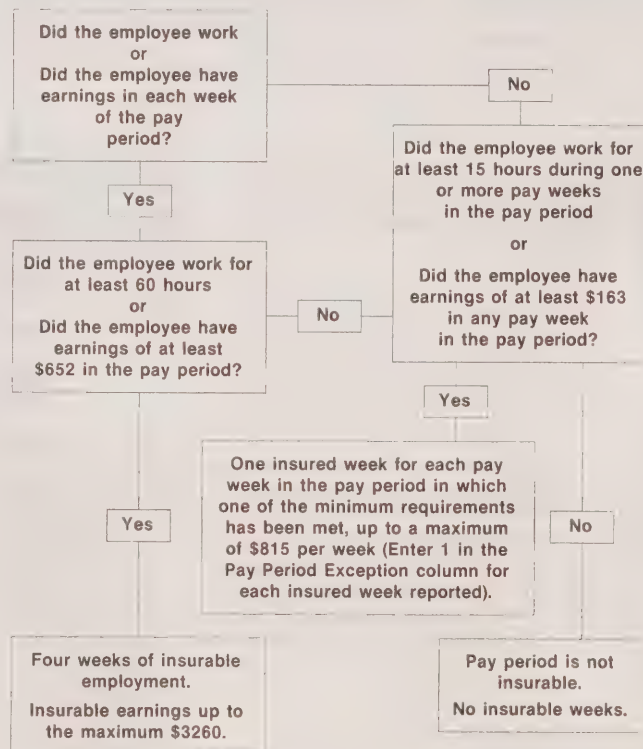 Did the employee work
or
Did the employee have
earnings in each week
of the pay
period?
No
Yes
Did the employee work for
at least 15 hours during one
or more pay weeks
in the pay period
or
Did the employee have
earnings of at least $163
in any pay week
in the pay period?
Did the employee work for
at least 60 hours
or
Did the employee have
earnings of at least
$652 in the pay period?
No
Yes
One insured week for each pay
week in the pay period in which
one of the minimum requirements
has been met, up to a maximum
of $815 per week (Enter 1 in the
Pay Period Exception column for
each insured week reported).
Yes
No
Four weeks of insurable
employment.
Insurable earnings up to
the maximum $3260.
Pay period is not
insurable.
No insurable weeks.